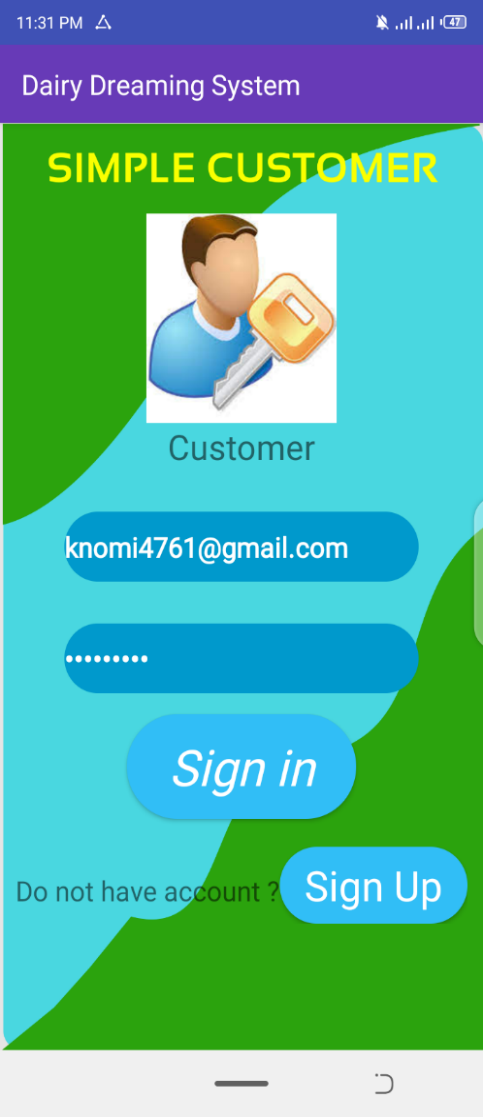 11:31 PM 47
Dairy Dreaming System
SIMPLE CUSTOMER
Customer
knomi4761@gmail.com
•••••••••
Sign in
Do not have account ? Sign Up